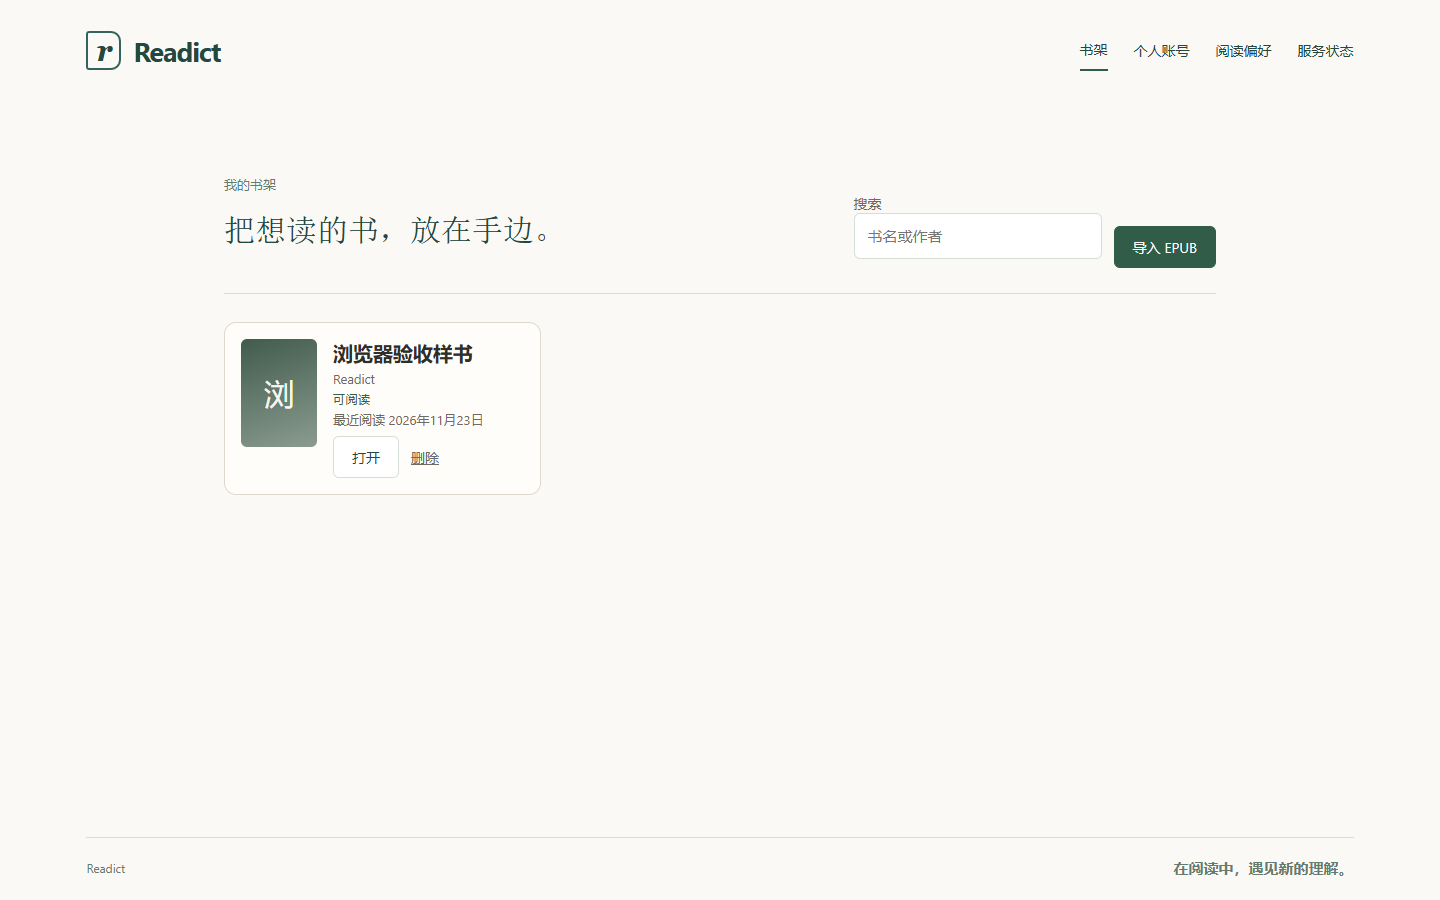 r Readict
书架 个人账号 阅读偏好 服务状态
我的书架
把想读的书，放在手边。
搜索
书名或作者
导入 EPUB
浏
浏览器验收样书
Readict
可阅读
最近阅读 2026年11月23日
打开 删除
Readict
在阅读中，遇见新的理解。